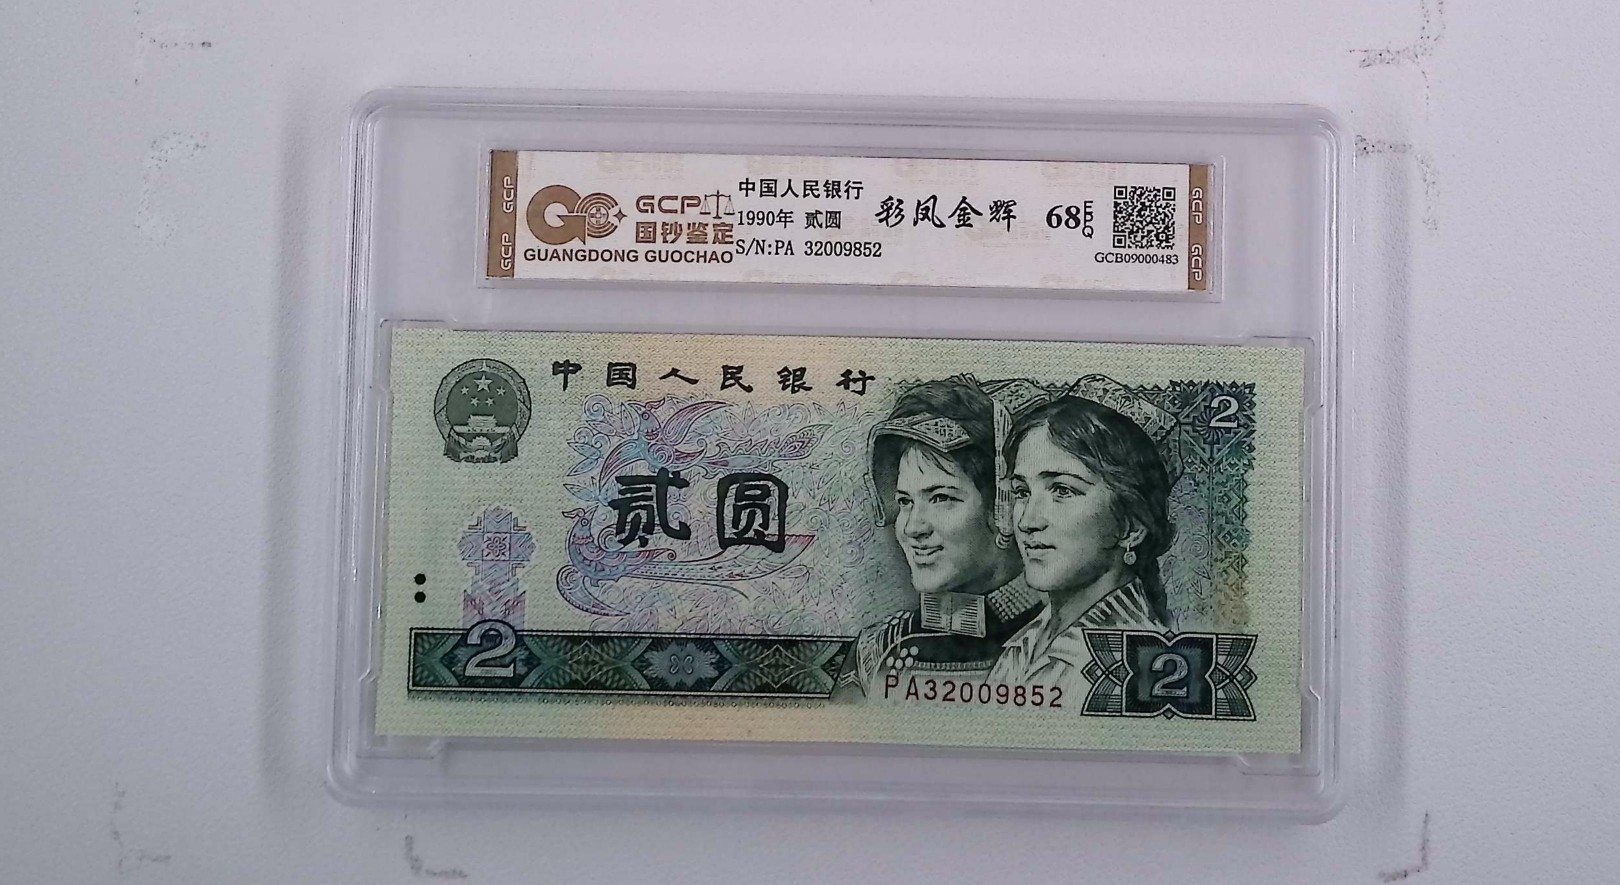 GCP
GCP
GCP
国钞鉴定
GUANGDONG GUOCHAO
中国人民银行
1990年 贰圆
S/N:PA 32009852
彩凤金辉
68
EPQ
GCB09000483
GCP
GCP
中国人民银行
2
贰圆
2
PA32009852
2